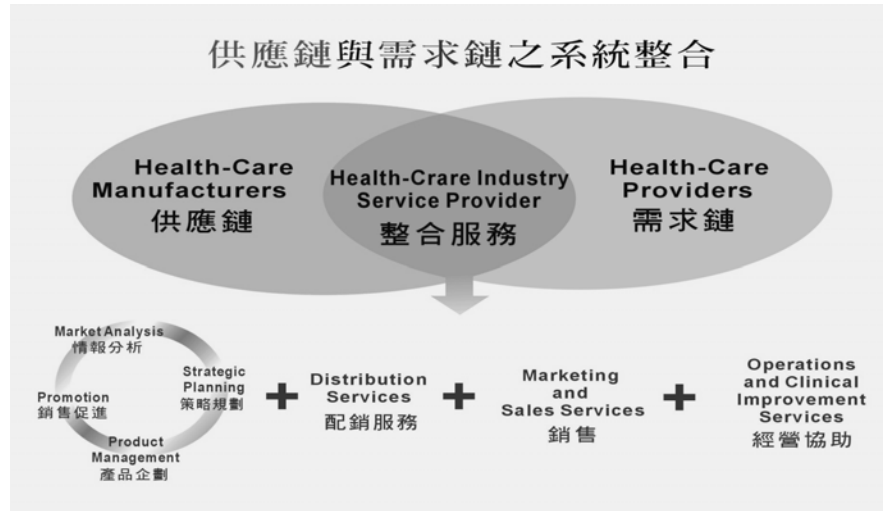 供應鏈與需求鏈之系統整合
Health-Care
Manufacturers
供應鏈
Health-Crare Industry
Service Provider
整合服務
Health-Care
Providers
需求鏈
Market Analysis
情報分析
Strategic
Planning
策略規劃
Promotion
銷售促進
Product
Management
產品企劃
+
Distribution
Services
配銷服務
+
Marketing
and
Sales Services
銷售
+
Operations
and Clinical
Improvement
Services
經營協助